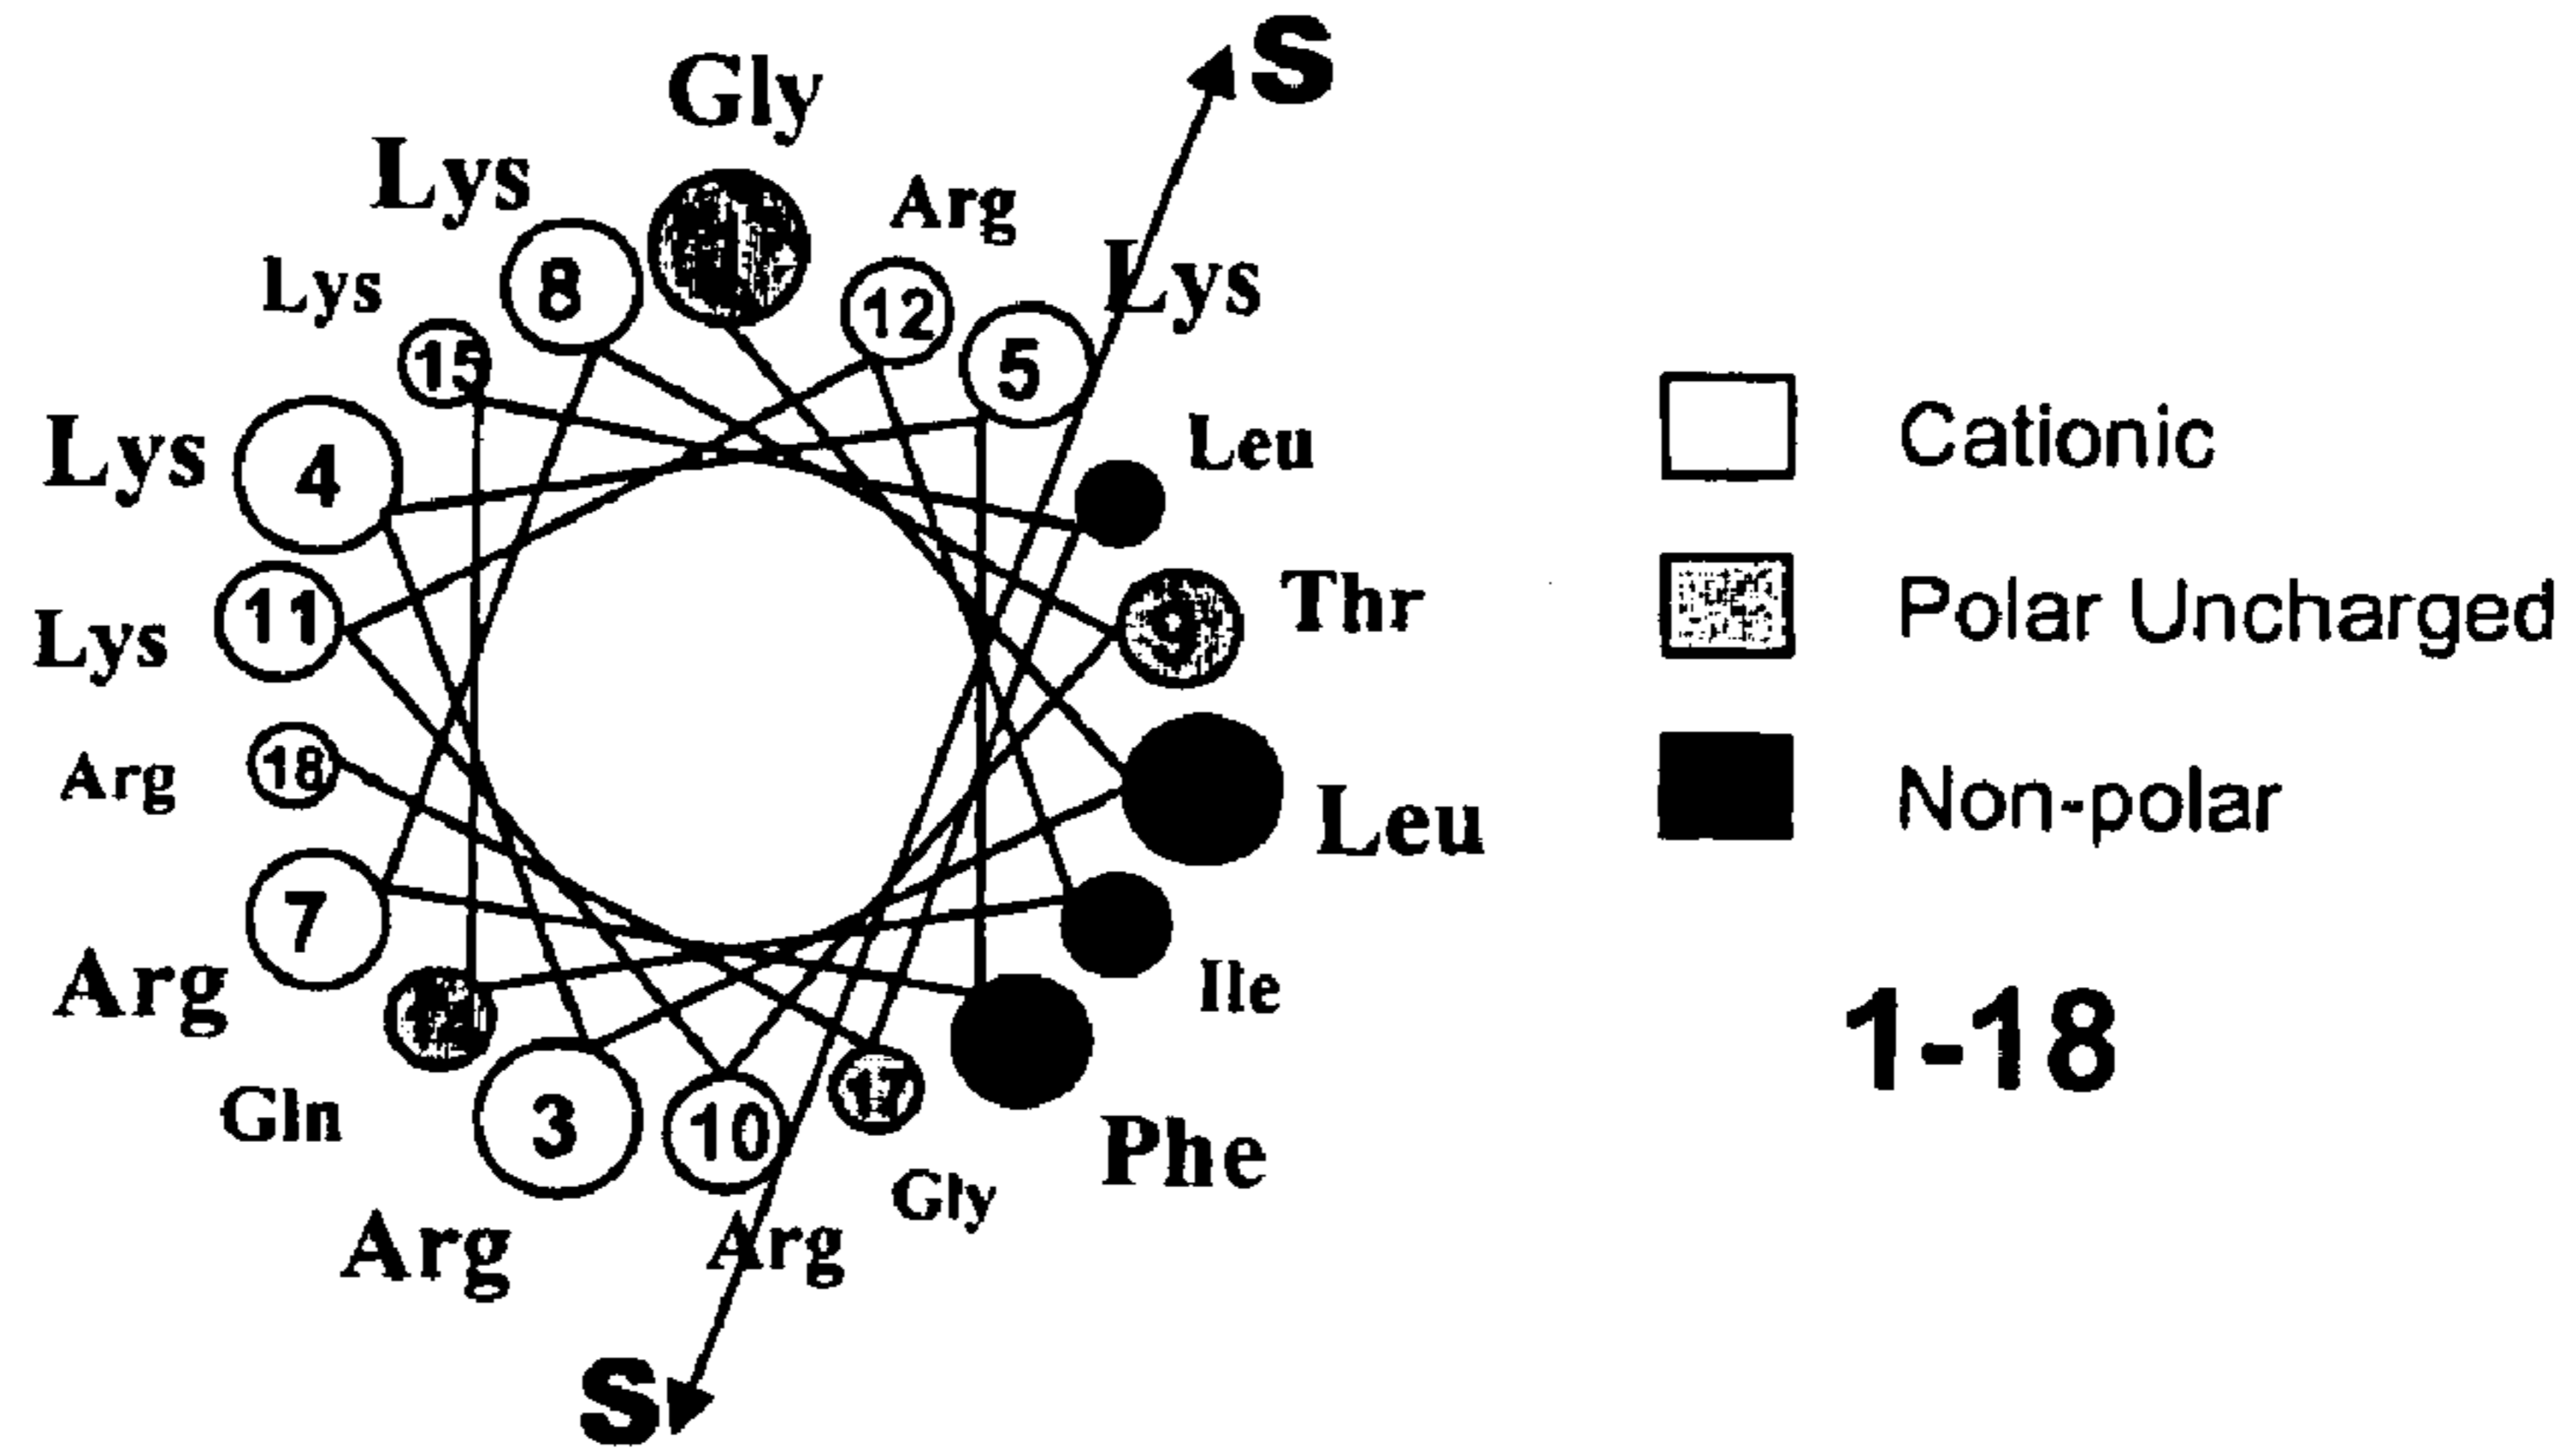 S
Gly
Lys
Arg
Lys
8
12
Lys
15
5
Leu
Cationic
Lys
4
Thr
9
Polar Uncharged
Lys
11
Arg
18
Leu
Non-polar
7
Arg
Ile
1-18
Gln
3
10
17
Phe
Gly
Arg
Arg
S